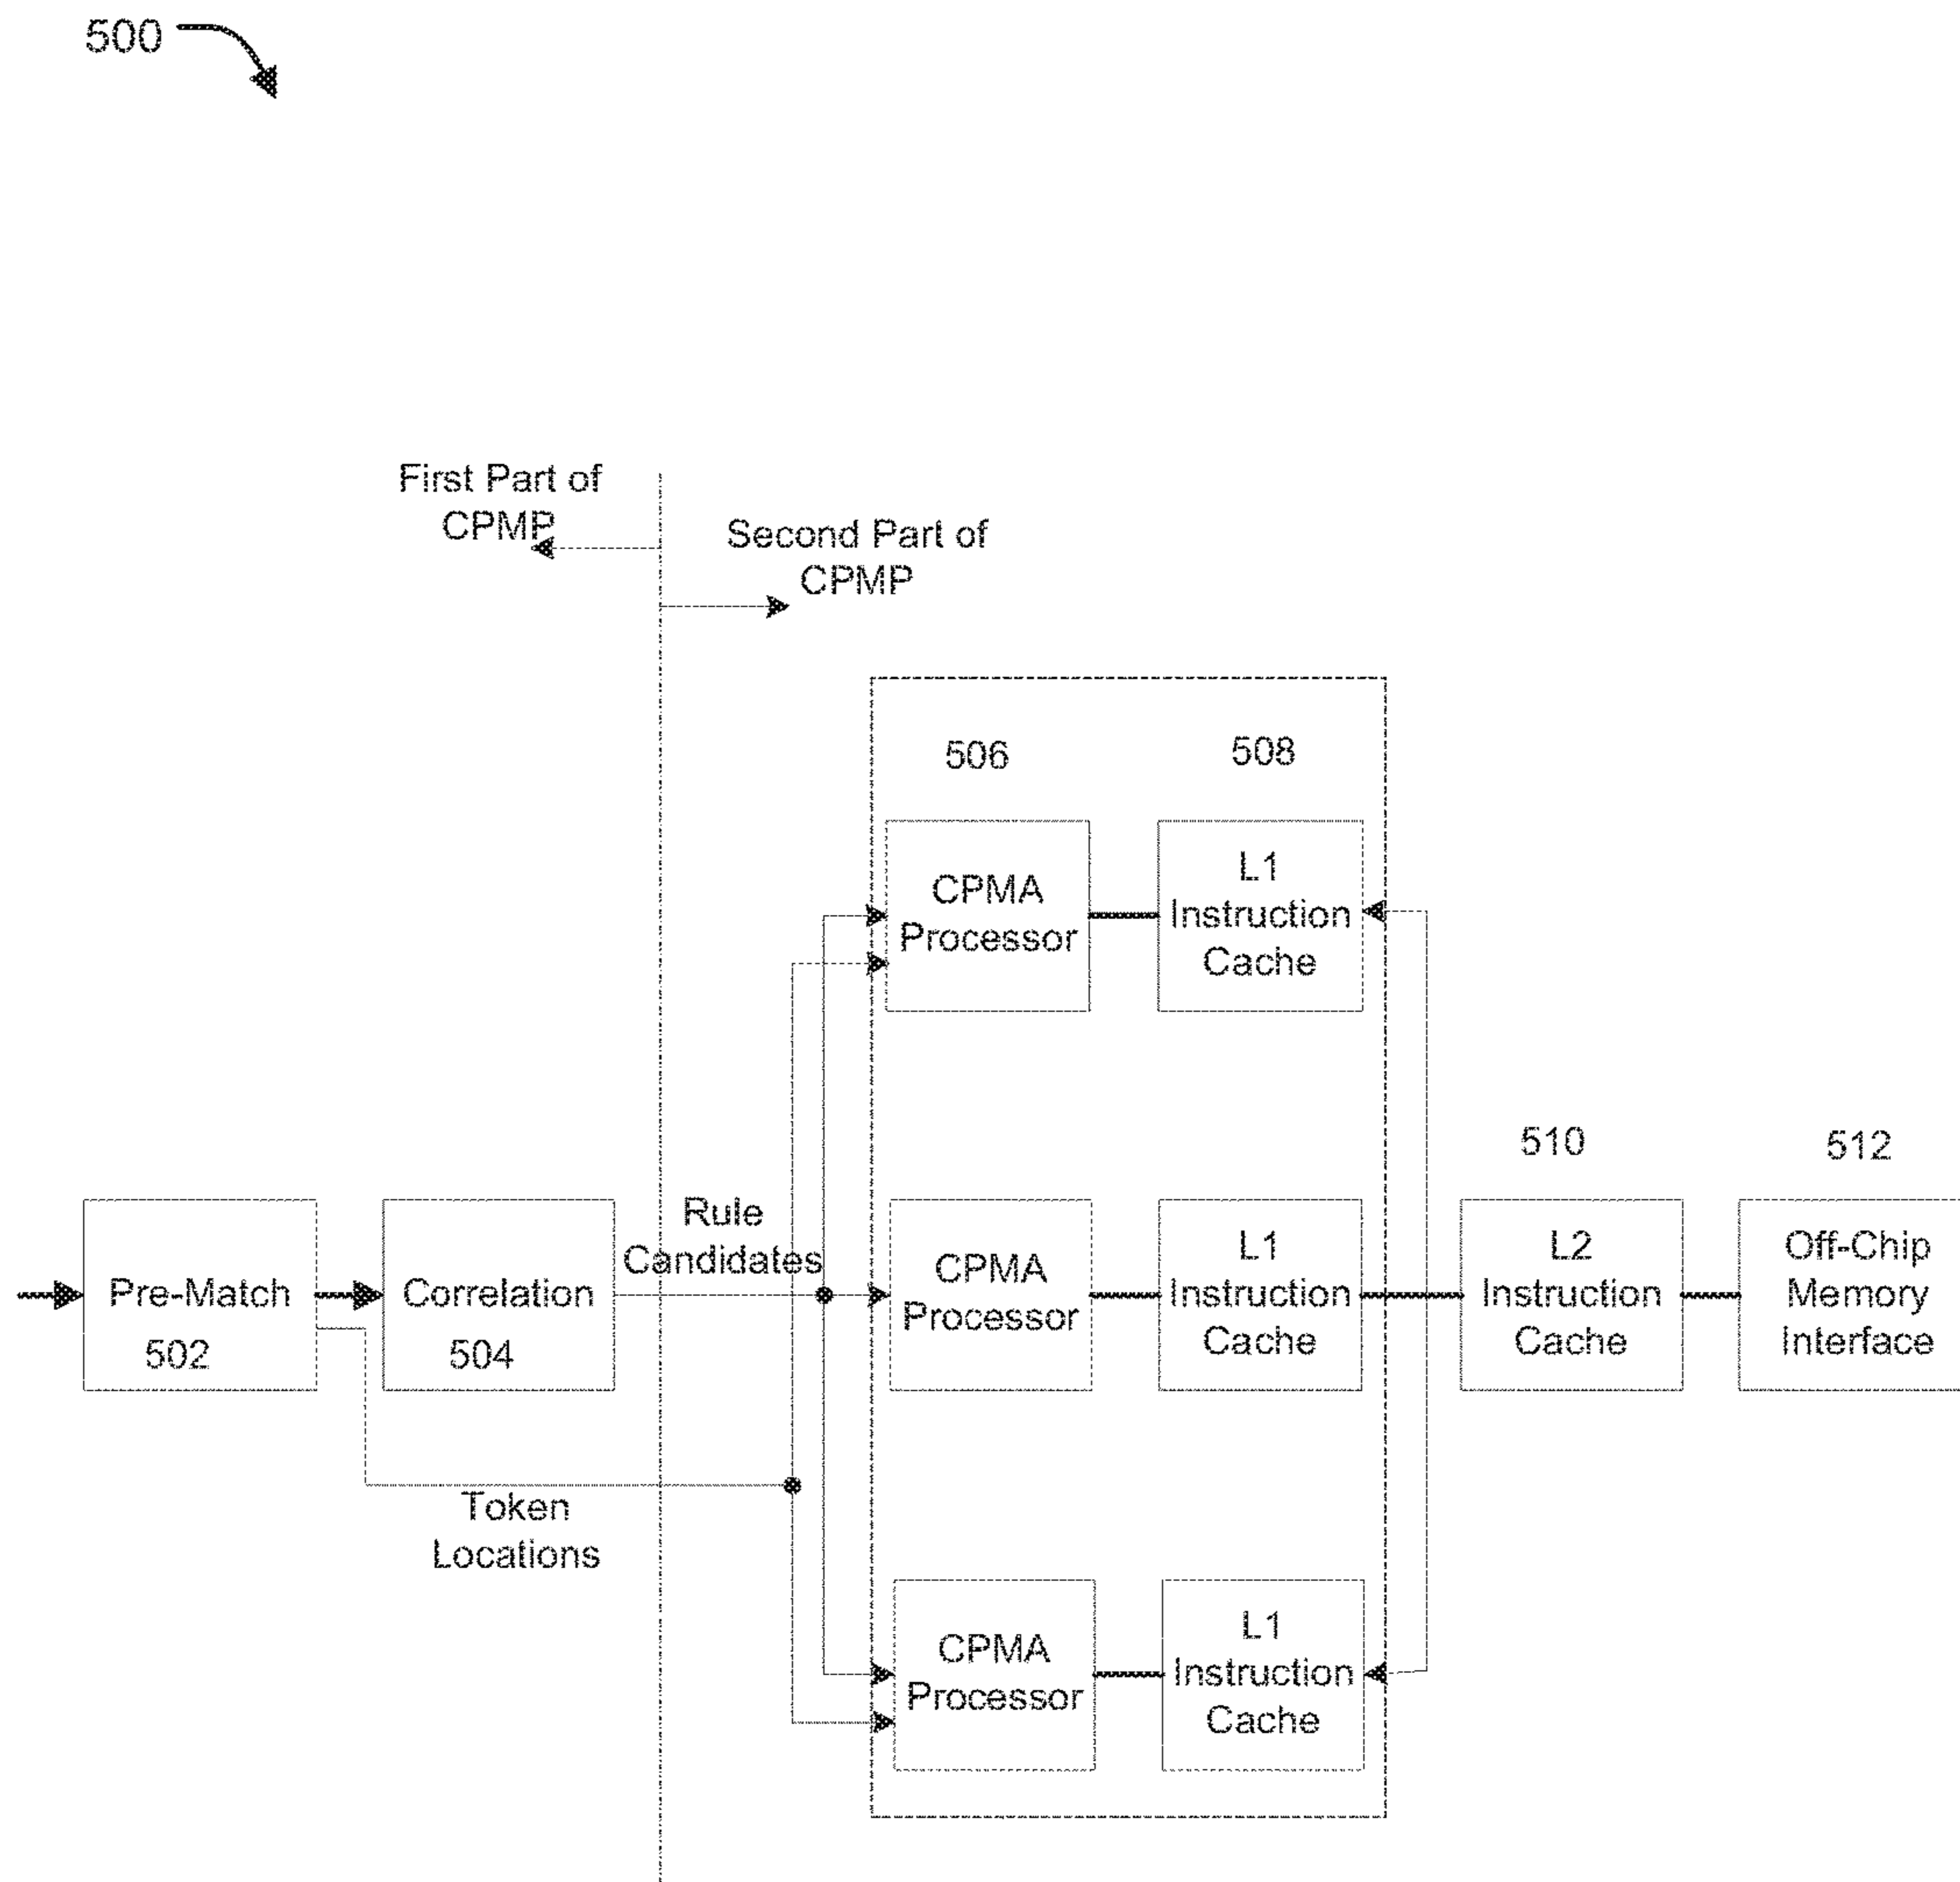 500
First Part of
CPMP
Second Part of
CPMP
506
508
CPMA
Processor
L1
Instruction
Cache
510
512
Pre-Match
502
Correlation
504
Rule
Candidates
CPMA
Processor
L1
Instruction
Cache
L2
Instruction
Cache
Off-Chip
Memory
Interface
Token
Locations
CPMA
Processor
L1
Instruction
Cache